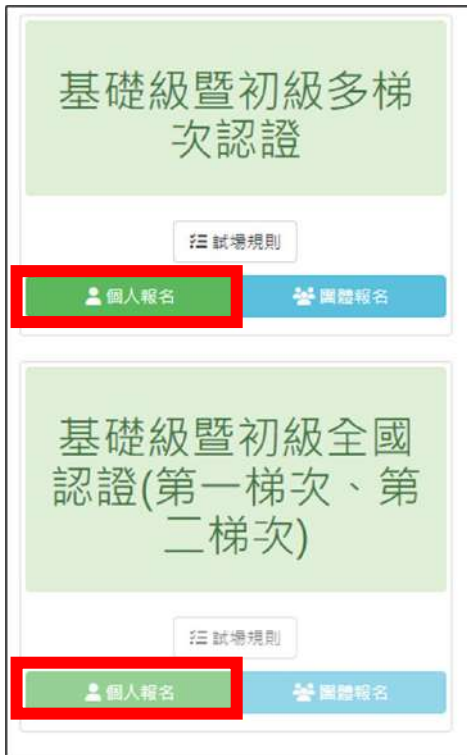 基礎級暨初級多梯
次認證
試場規則
個人報名 團體報名
基礎級暨初級全國
認證(第一梯次、第
二梯次)
試場規則
個人報名 團體報名